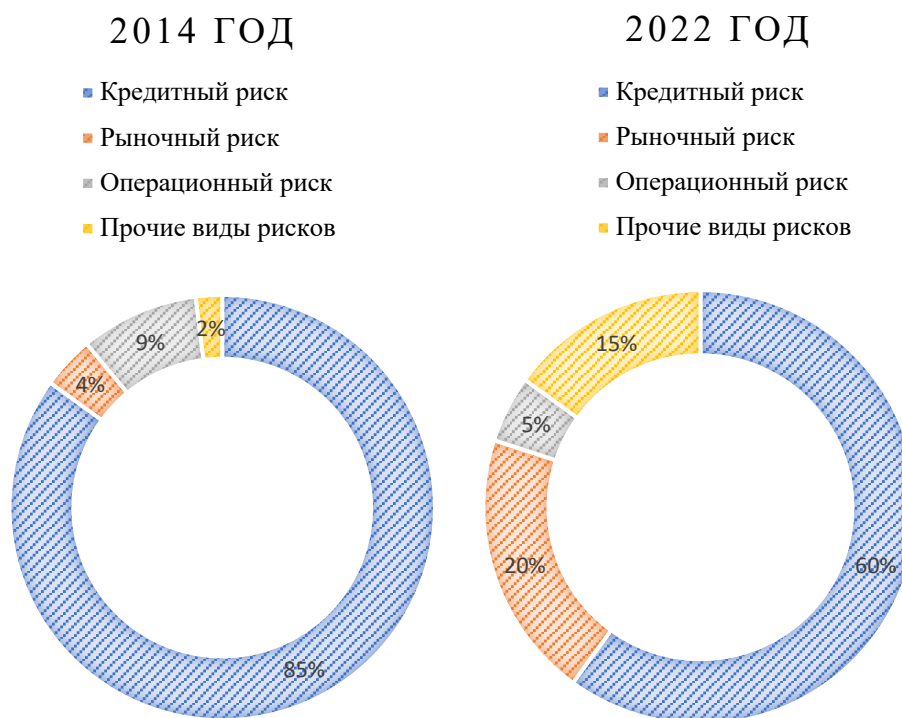 2014 ГОД
Кредитный риск
Рыночный риск
Операционный риск
Прочие виды рисков
2%
9%
4%
85%
2022 ГОД
Кредитный риск
Рыночный риск
Операционный риск
Прочие виды рисков
15%
5%
20%
60%